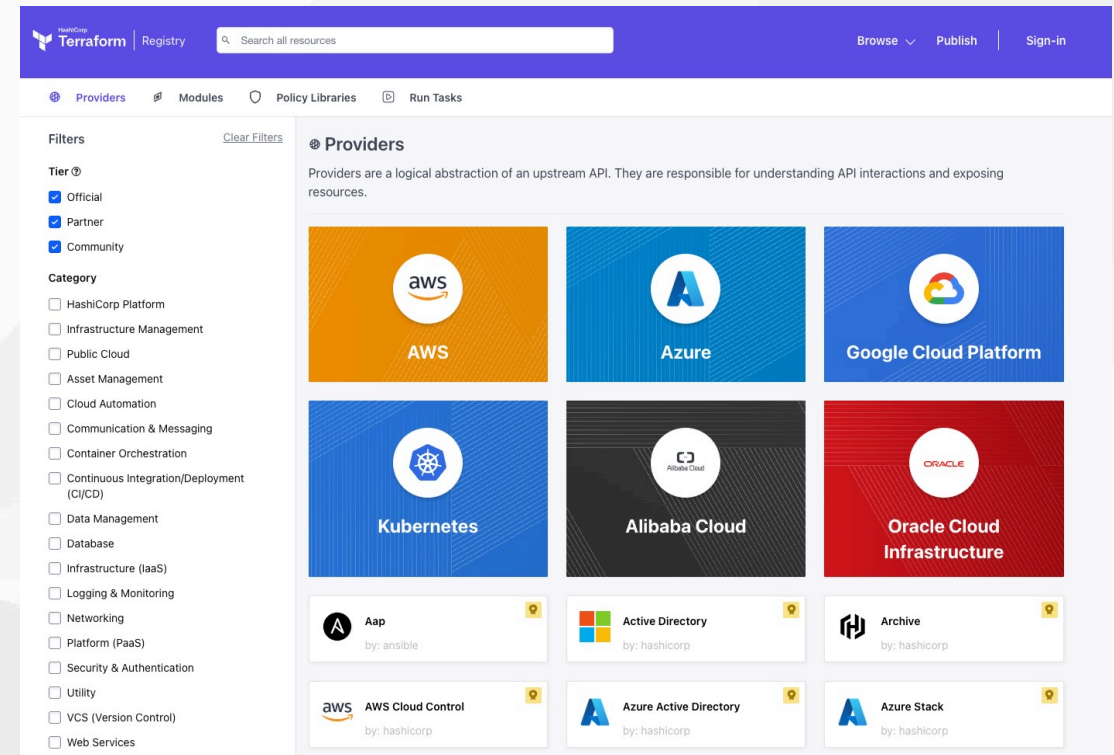 HashiCorp
Terraform
Registry
Search all resources
Browse
Publish
Sign-in
Providers
Modules
Policy Libraries
Run Tasks
Filters
Clear Filters
Tier
Official
Partner
Community
Category
HashiCorp Platform
Infrastructure Management
Public Cloud
Asset Management
Cloud Automation
Communication & Messaging
Container Orchestration
Continuous Integration/Deployment
(CI/CD)
Data Management
Database
Infrastructure (IaaS)
Logging & Monitoring
Networking
Platform (PaaS)
Security & Authentication
Utility
VCS (Version Control)
Web Services
Providers
Providers are a logical abstraction of an upstream API. They are responsible for understanding API interactions and exposing
resources.
aws
AWS
Azure
Google Cloud Platform
Kubernetes
Alibaba Cloud
Alibaba Cloud
ORACLE
Oracle Cloud
Infrastructure
Aap
by: ansible
Active Directory
by: hashicorp
Archive
by: hashicorp
aws
AWS Cloud Control
by: hashicorp
Azure Active Directory
by: hashicorp
Azure Stack
by: hashicorp